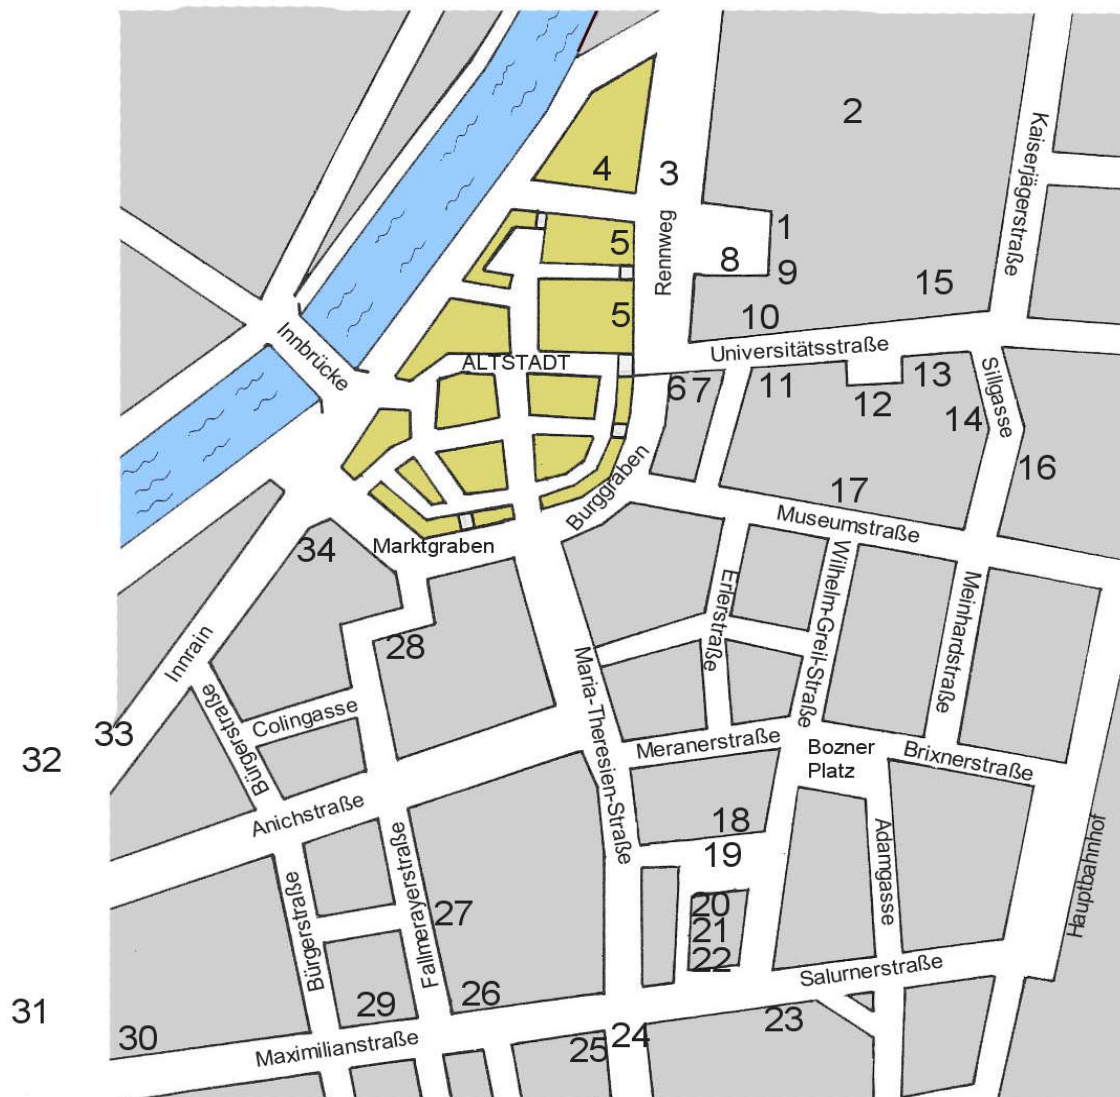 2
Kaiserjägerstraße
4
3
Rennweg
1
5
8
9
15
10
5
Innbrücke
Universitätsstraße
ALTSTADT
6
7
11
13
12
Sillgasse
14
16
Burggraben
17
Museumstraße
34
Marktgraben
Wilhelm-Greil-Straße
Erlerstraße
Meinhardstraße
28
Innrain
Maria-Theresien-Straße
Bürgerstraße
Colingasse
33
32
Meranerstraße
Bozner
Platz
Brixnerstraße
Anichstraße
18
19
Adamgasse
Hauptbahnhof
Fallmerayerstraße
Bürgerstraße
27
20
21
22
Salurnerstraße
26
29
31
30
Maximilianstraße
23
24
25